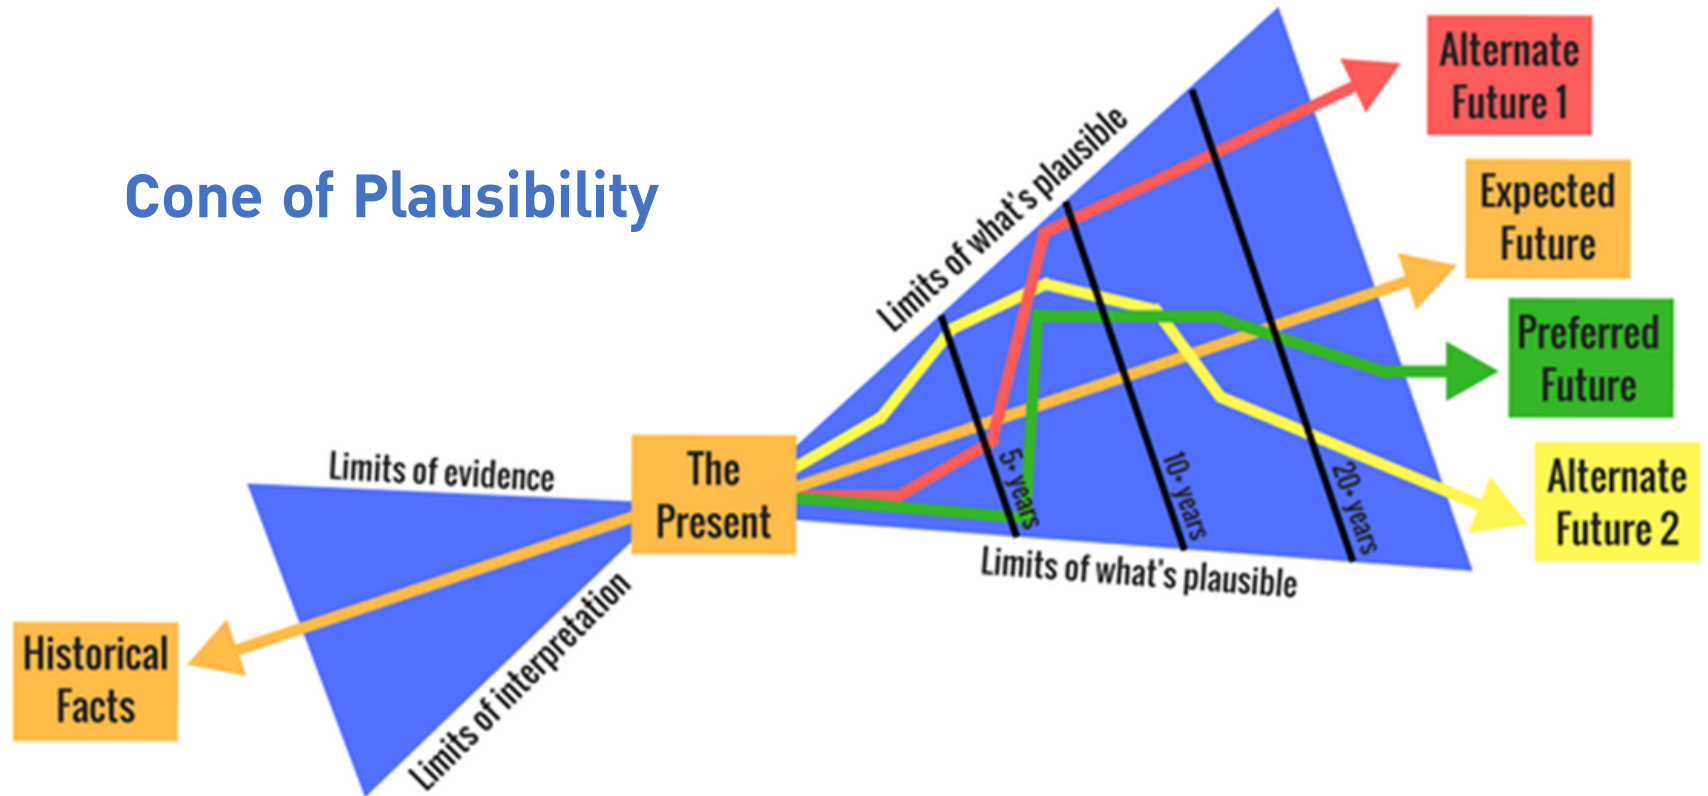 Cone of Plausibility
Limits of what's plausible
Alternate
Future 1
Expected
Future
Preferred
Future
Alternate
Future 2
5+ years
10+ years
20+ years
Limits of what's plausible
The
Present
Limits of evidence
Limits of interpretation
Historical
Facts